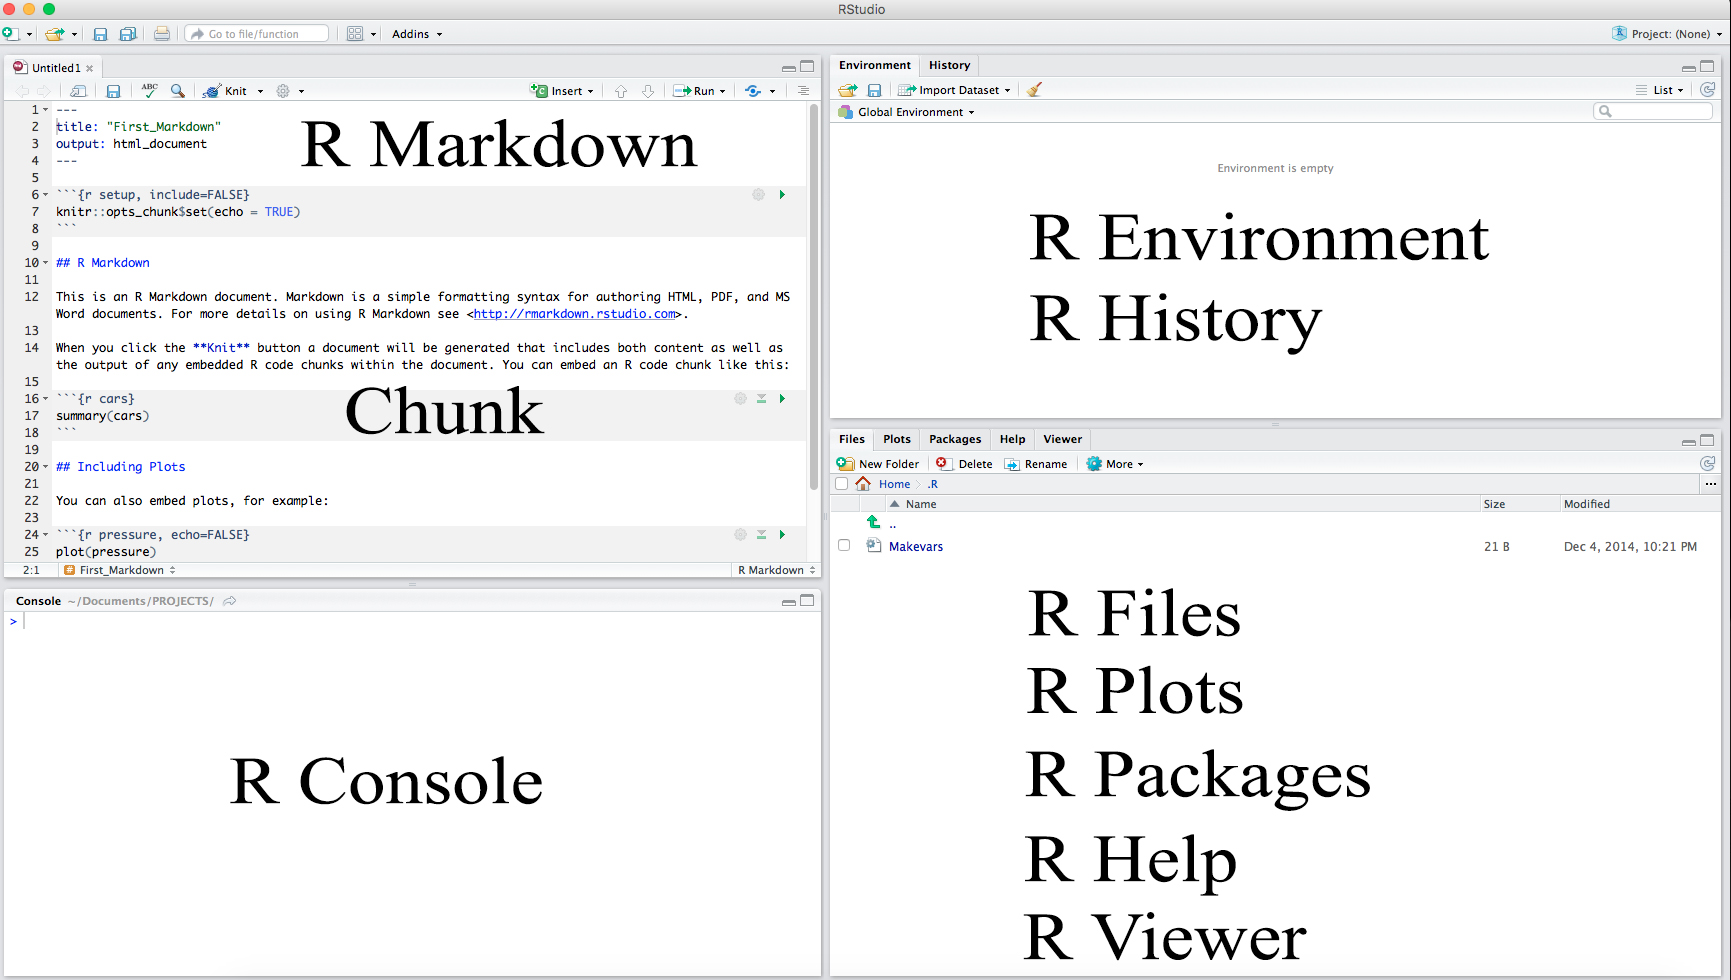 RStudio
Go to file/function
Addins
Project: (None)
Untitled1
ABC
Knit
Insert
Run
1 ---
2 title: "First_Markdown"
3 output: html_document
4 ---
5
6 ```{r setup, include=FALSE}
7 knitr::opts_chunk$set(echo = TRUE)
8 ```
9
10 ## R Markdown
11
12 This is an R Markdown document. Markdown is a simple formatting syntax for authoring HTML, PDF, and MS
Word documents. For more details on using R Markdown see <http://rmarkdown.rstudio.com>.
13
14 When you click the **Knit** button a document will be generated that includes both content as well as
the output of any embedded R code chunks within the document. You can embed an R code chunk like this:
15
16 ```{r cars}
17 summary(cars)
18 ```
19
20 ## Including Plots
21
22 You can also embed plots, for example:
23
24 ```{r pressure, echo=FALSE}
25 plot(pressure)
2:1 First_Markdown R Markdown
R Markdown
Chunk
Console ~/Documents/PROJECTS/
>
R Console
Environment History
Import Dataset List
Global Environment
Environment is empty
R Environment
R History
Files Plots Packages Help Viewer
New Folder Delete Rename More
Home .R ...
Name Size Modified
..
Makevars 21 B Dec 4, 2014, 10:21 PM
R Files
R Plots
R Packages
R Help
R Viewer